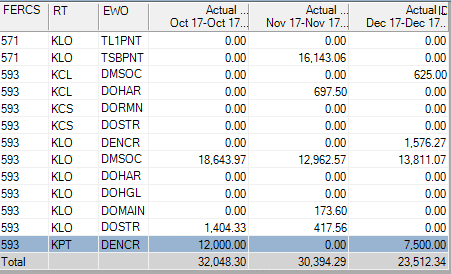 FERCS RT EWO Actual ... Actual ... Actual ID
Oct 17-Oct 17... Nov 17-Nov 17... Dec 17-Dec 17..
571 KLO TL1PNT 0.00 0.00 0.00
571 KLO TSBPNT 0.00 16,143.06 0.00
593 KCL DMSOC 0.00 0.00 625.00
593 KCL DOHAR 0.00 697.50 0.00
593 KCS DORMN 0.00 0.00 0.00
593 KCS DOSTR 0.00 0.00 0.00
593 KLO DENCR 0.00 0.00 1,576.27
593 KLO DMSOC 18,643.97 12,962.57 13,811.07
593 KLO DOHAR 0.00 0.00 0.00
593 KLO DOHGL 0.00 0.00 0.00
593 KLO DOMAIN 0.00 173.60 0.00
593 KLO DOSTR 1,404.33 417.56 0.00
593 KPT DENCR 12,000.00 0.00 7,500.00
Total 32,048.30 30,394.29 23,512.34